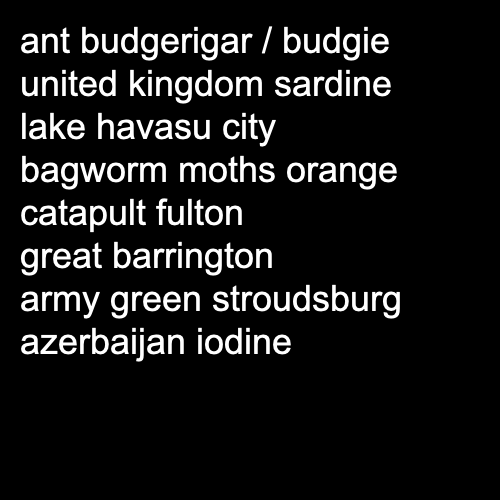 ant budgerigar / budgie
united kingdom sardine
lake havasu city
bagworm moths orange
catapult fulton
great barrington
army green stroudsburg
azerbaijan iodine